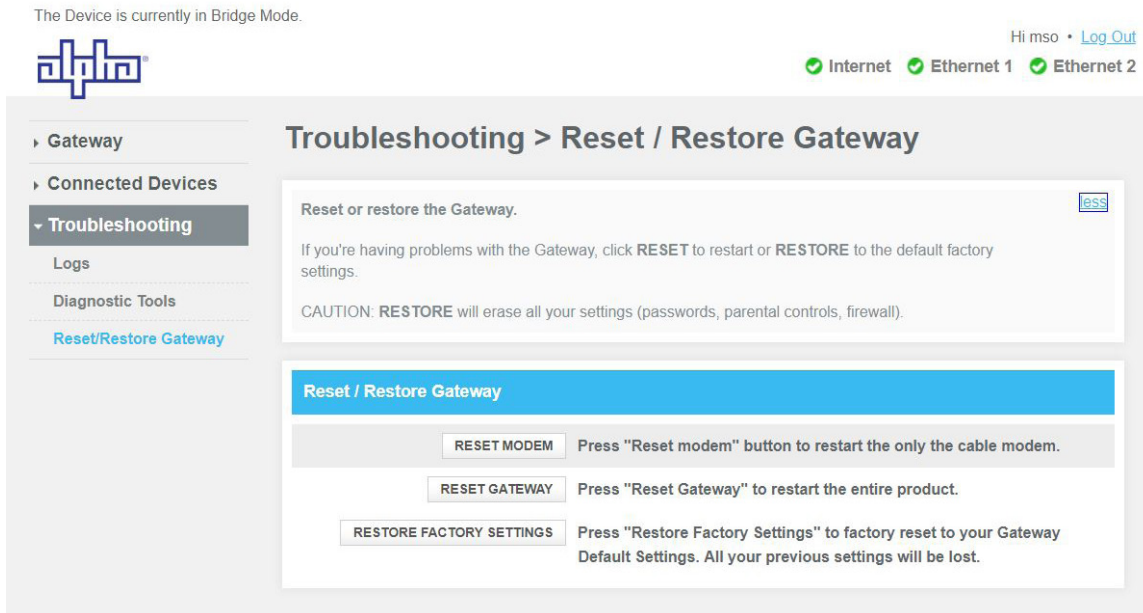 The Device is currently in Bridge Mode.
Hi mso • Log Out
alpha®
Internet Ethernet 1 Ethernet 2
Gateway
Connected Devices
Troubleshooting
Logs
Diagnostic Tools
Reset/Restore Gateway
Troubleshooting > Reset / Restore Gateway
less
Reset or restore the Gateway.
If you're having problems with the Gateway, click RESET to restart or RESTORE to the default factory
settings.
CAUTION: RESTORE will erase all your settings (passwords, parental controls, firewall).
Reset / Restore Gateway
RESET MODEM Press "Reset modem" button to restart the only the cable modem.
RESET GATEWAY Press "Reset Gateway" to restart the entire product.
RESTORE FACTORY SETTINGS Press "Restore Factory Settings" to factory reset to your Gateway
Default Settings. All your previous settings will be lost.